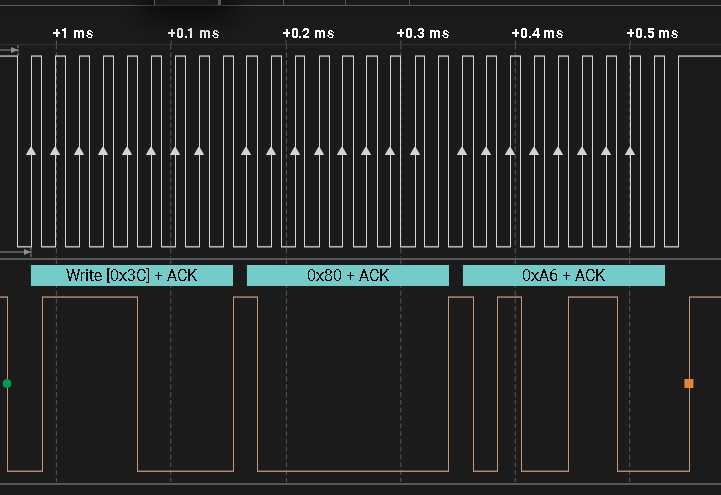 +1 ms +0.1 ms +0.2 ms +0.3 ms +0.4 ms +0.5 ms
Write [0x3C] + ACK 0x80 + ACK 0xA6 + ACK